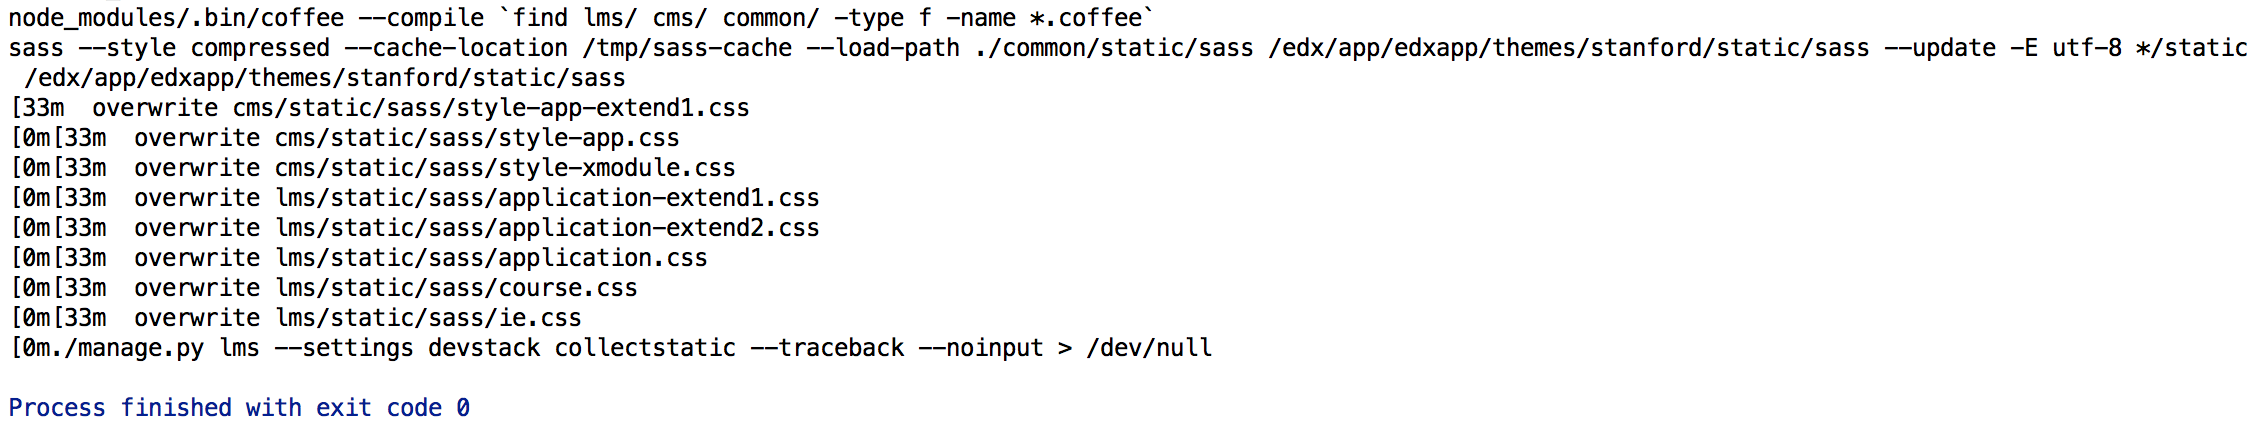 node_modules/.bin/coffee --compile `find lms/ cms/ common/ -type f -name *.coffee`
sass --style compressed --cache-location /tmp/sass-cache --load-path ./common/static/sass /edx/app/edxapp/themes/stanford/static/sass --update -E utf-8 */static
/edx/app/edxapp/themes/stanford/static/sass
[33m  overwrite cms/static/sass/style-app-extend1.css
[0m[33m  overwrite cms/static/sass/style-app.css
[0m[33m  overwrite cms/static/sass/style-xmodule.css
[0m[33m  overwrite lms/static/sass/application-extend1.css
[0m[33m  overwrite lms/static/sass/application-extend2.css
[0m[33m  overwrite lms/static/sass/application.css
[0m[33m  overwrite lms/static/sass/course.css
[0m[33m  overwrite lms/static/sass/ie.css
[0m./manage.py lms --settings devstack collectstatic --traceback --noinput > /dev/null
Process finished with exit code 0